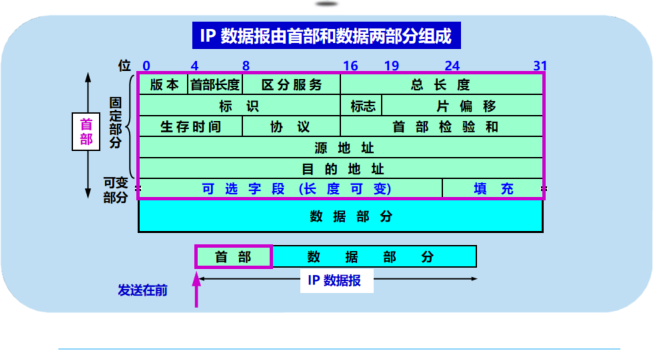 IP 数据报由首部和数据两部分组成
位 0 4 8 16 19 24 31
版本 首部长度 区分服务 总长度
标识 标志 片偏移
生存时间 协议 首部检验和
源地址
目的地址
可选字段 (长度可变) 填充
数据部分
首部
固定部分
可变部分
首部 数据部分
IP 数据报
发送在前